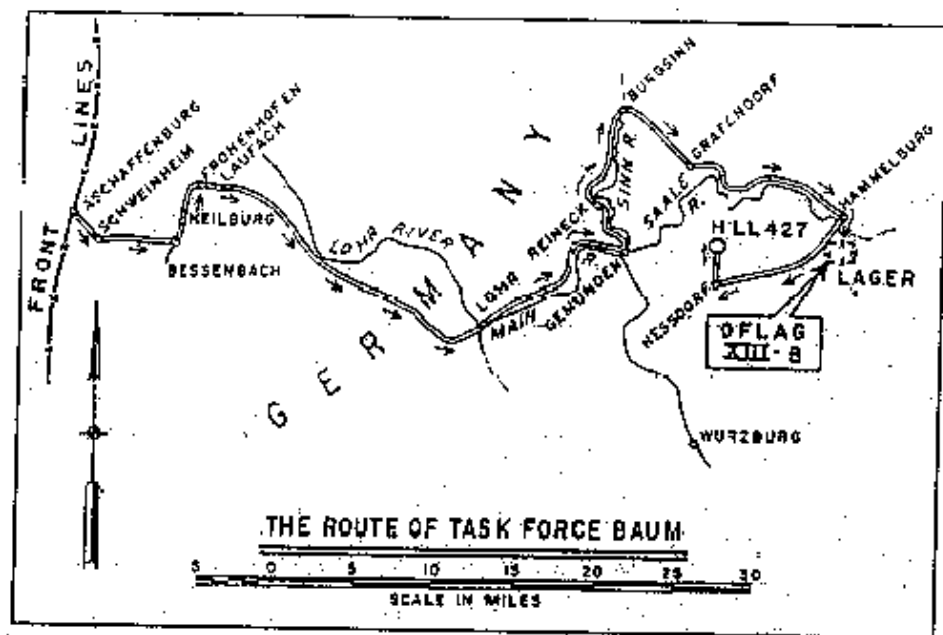 FRONT LINES
ASCHAFFENBURG
SCHWEINHEIM
FROHENHOFEN
LAUFACH
KEILBURG
BESSENBACH
LOHR RIVER
GERMANY
LOHR
MAIN R.
REINECK
GEMUNDEN
SINN R.
BURGSINN
GRAFENDORF
SAALE R.
HAMMELBURG
HILL 427
HESSDORF
LAGER
OFLAG
XIII-B
WURZBURG
THE ROUTE OF TASK FORCE BAUM
5 0 5 10 15 20 25 30
SCALE IN MILES